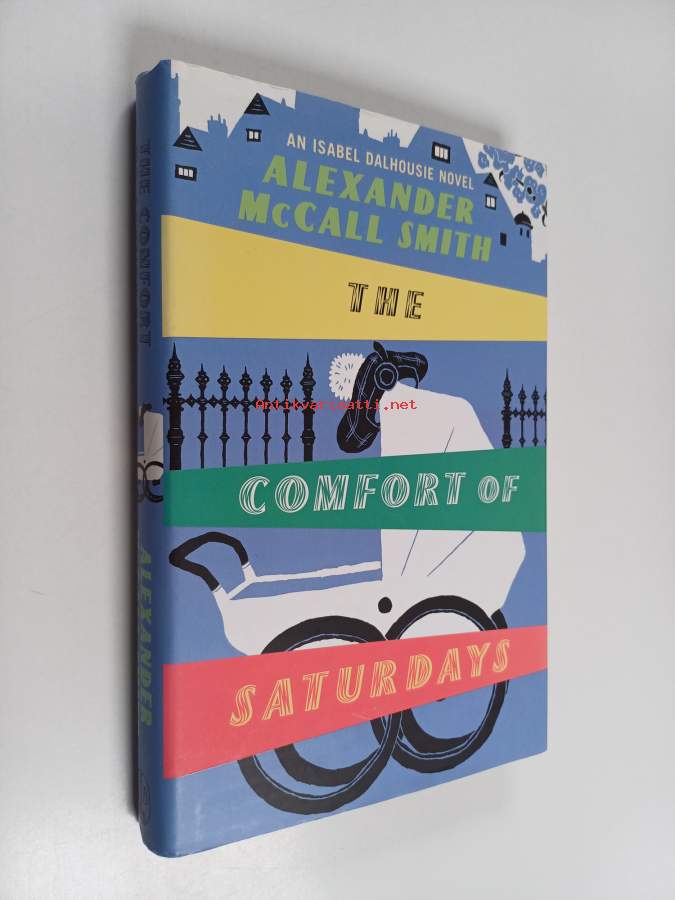 AN ISABEL DALHOUSIE NOVEL
ALEXANDER
McCALL SMITH
THE
COMFORT OF
SATURDAYS
THE COMFORT
ALEXANDER
Antikvariaatti.net